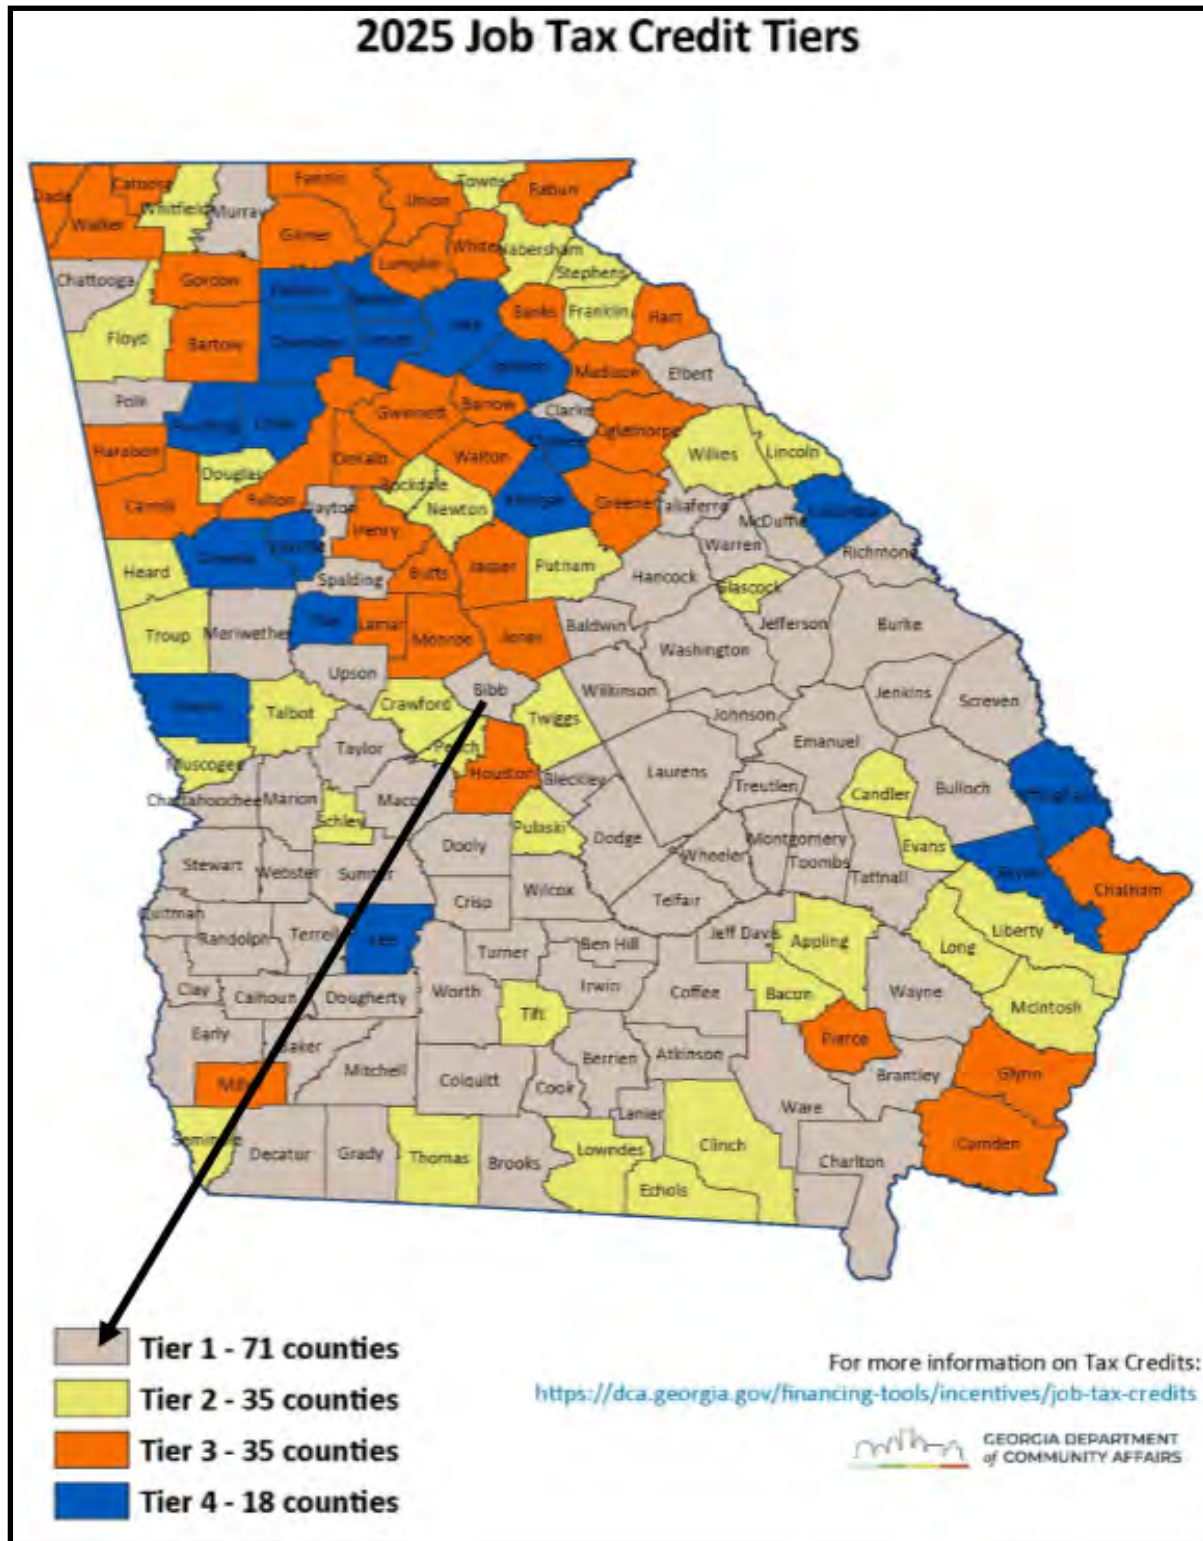 2025 Job Tax Credit Tiers
Fannin
Towns
Rabun
Dade
Catoosa
Union
Whitfield
Murray
Walker
Gilmer
White
Habersham
Lumpkin
Stephens
Chattooga
Gordon
Banks
Franklin
Hart
Floyd
Bartow
Madison
Elbert
Polk
Gwinnett
Barrow
Clarke
Oglethorpe
Haralson
DeKalb
Walton
Wilkes
Lincoln
Douglas
Rockdale
Carroll
Fulton
Clayton
Newton
Morgan
Greene
Taliaferro
McDuffie
Henry
Warren
Richmond
Heard
Spalding
Butts
Jasper
Putnam
Hancock
Glascock
Troup
Meriwether
Pike
Lamar
Monroe
Jones
Baldwin
Jefferson
Burke
Washington
Upson
Bibb
Wilkinson
Jenkins
Screven
Talbot
Crawford
Twiggs
Johnson
Taylor
Peach
Emanuel
Muscogee
Houston
Bleckley
Laurens
Treutlen
Candler
Bulloch
Chattahoochee
Marion
Schley
Pulaski
Dooly
Dodge
Wheeler
Montgomery
Toombs
Evans
Bryan
Chatham
Stewart
Webster
Sumter
Wilcox
Tattnall
Crisp
Telfair
Quitman
Randolph
Terrell
Lee
Turner
Ben Hill
Jeff Davis
Appling
Long
Liberty
Clay
Calhoun
Dougherty
Worth
Irwin
Coffee
Bacon
Wayne
McIntosh
Tift
Early
Baker
Mitchell
Colquitt
Cook
Berrien
Atkinson
Pierce
Brantley
Glynn
Lanier
Ware
Decatur
Grady
Thomas
Brooks
Lowndes
Clinch
Charlton
Camden
Echols
Tier 1 - 71 counties
Tier 2 - 35 counties
Tier 3 - 35 counties
Tier 4 - 18 counties
For more information on Tax Credits:
https://dca.georgia.gov/financing-tools/incentives/job-tax-credits
GEORGIA DEPARTMENT
of COMMUNITY AFFAIRS